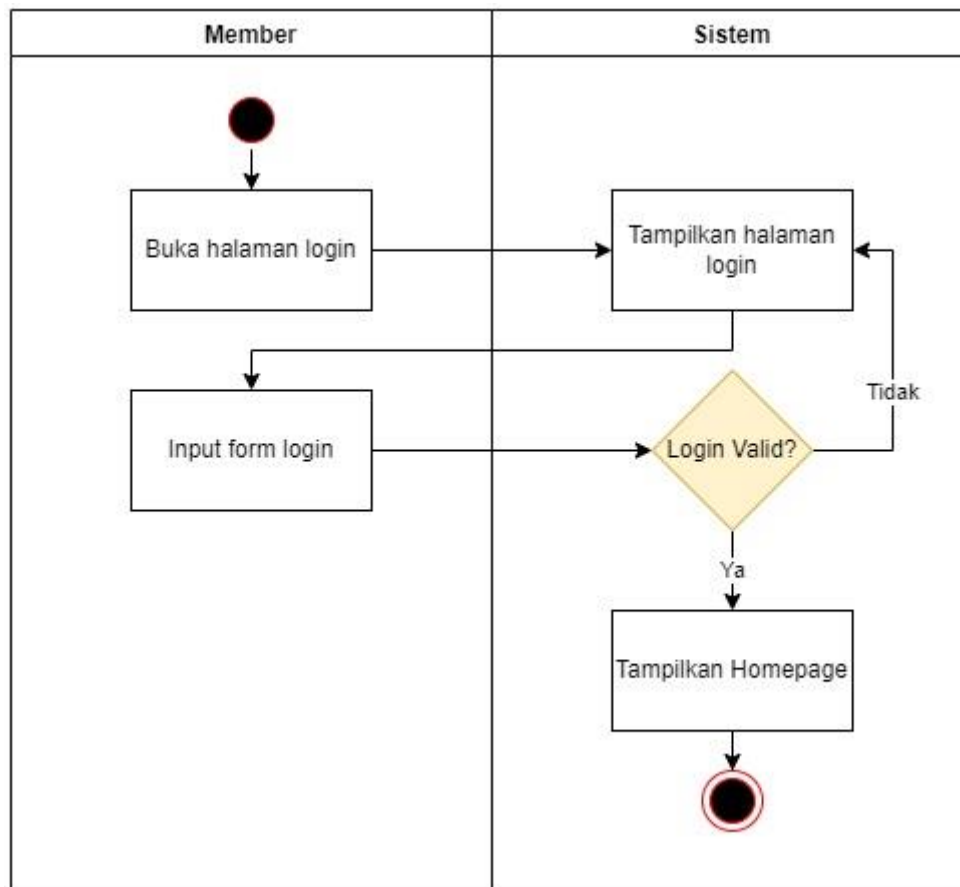 Member
Sistem
Buka halaman login
Tampilkan halaman
login
Tidak
Input form login
Login Valid?
Ya
Tampilkan Homepage